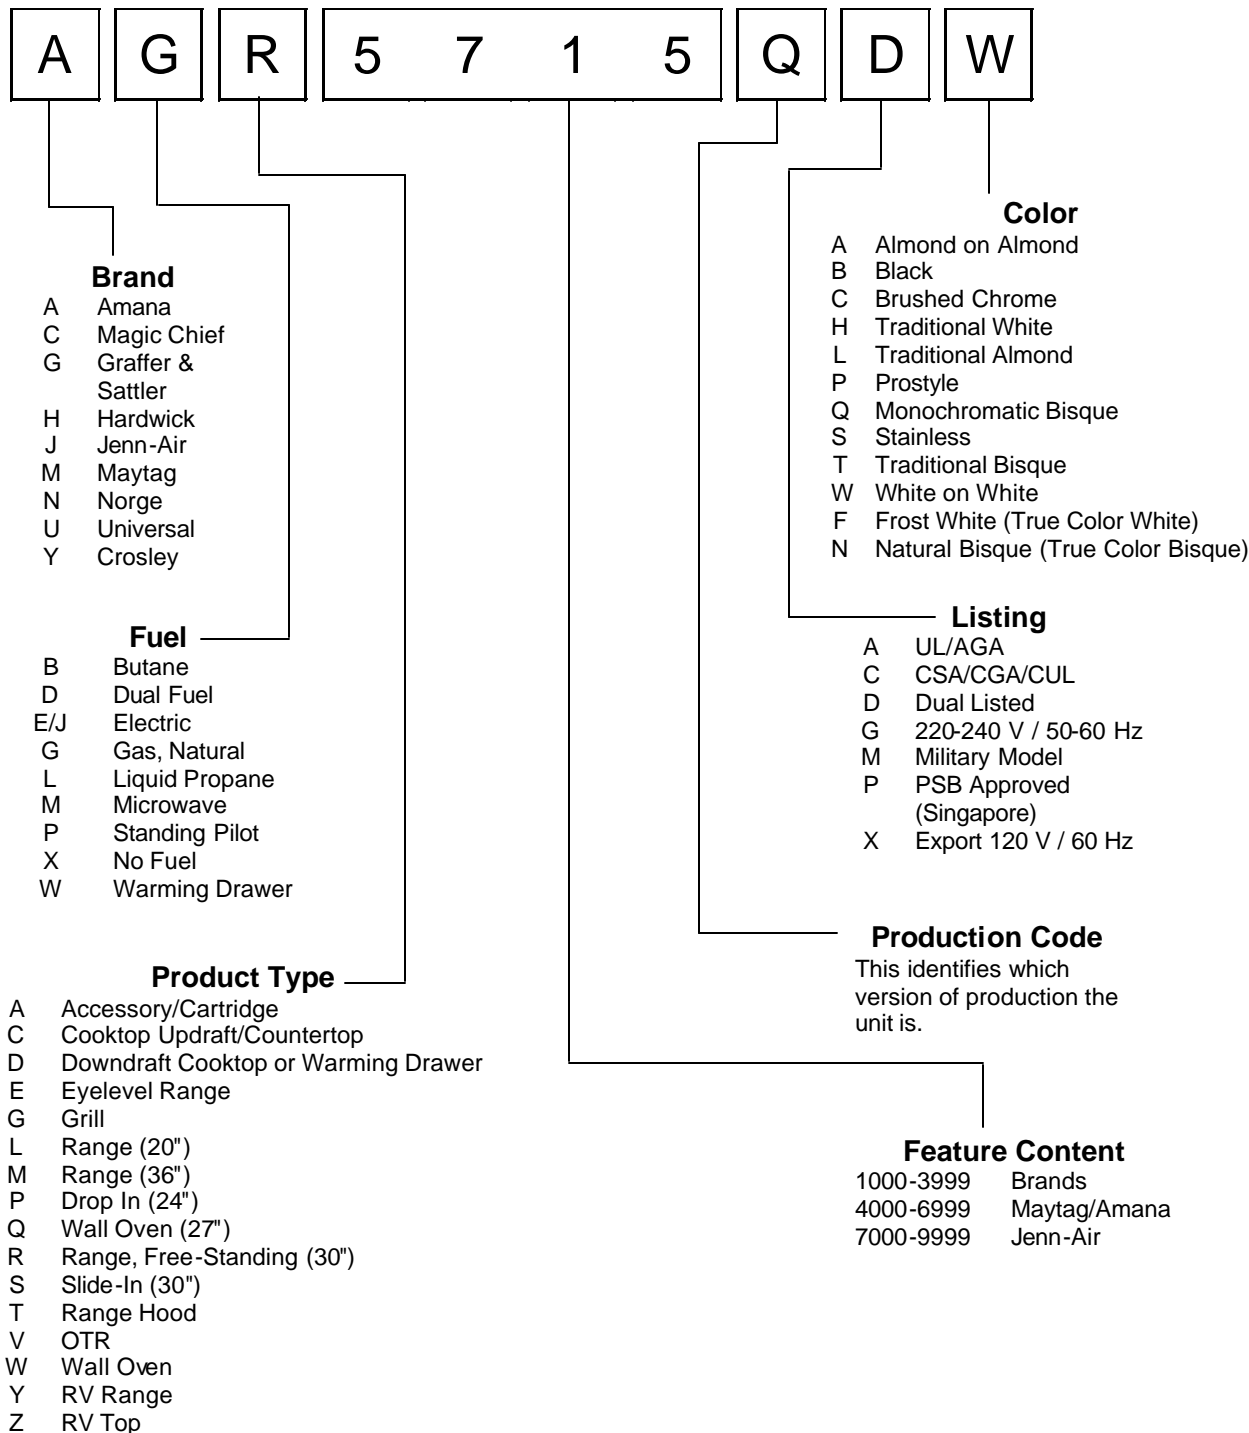 A G R 5 7 1 5 Q D W
Brand
A Amana
C Magic Chief
G Graffer &
Sattler
H Hardwick
J Jenn-Air
M Maytag
N Norge
U Universal
Y Crosley
Fuel
B Butane
D Dual Fuel
E/J Electric
G Gas, Natural
L Liquid Propane
M Microwave
P Standing Pilot
X No Fuel
W Warming Drawer
Product Type
A Accessory/Cartridge
C Cooktop Updraft/Countertop
D Downdraft Cooktop or Warming Drawer
E Eyelevel Range
G Grill
L Range (20")
M Range (36")
P Drop In (24")
Q Wall Oven (27")
R Range, Free-Standing (30")
S Slide-In (30")
T Range Hood
V OTR
W Wall Oven
Y RV Range
Z RV Top
Color
A Almond on Almond
B Black
C Brushed Chrome
H Traditional White
L Traditional Almond
P Prostyle
Q Monochromatic Bisque
S Stainless
T Traditional Bisque
W White on White
F Frost White (True Color White)
N Natural Bisque (True Color Bisque)
Listing
A UL/AGA
C CSA/CGA/CUL
D Dual Listed
G 220-240 V / 50-60 Hz
M Military Model
P PSB Approved
(Singapore)
X Export 120 V / 60 Hz
Production Code
This identifies which
version of production the
unit is.
Feature Content
1000-3999 Brands
4000-6999 Maytag/Amana
7000-9999 Jenn-Air